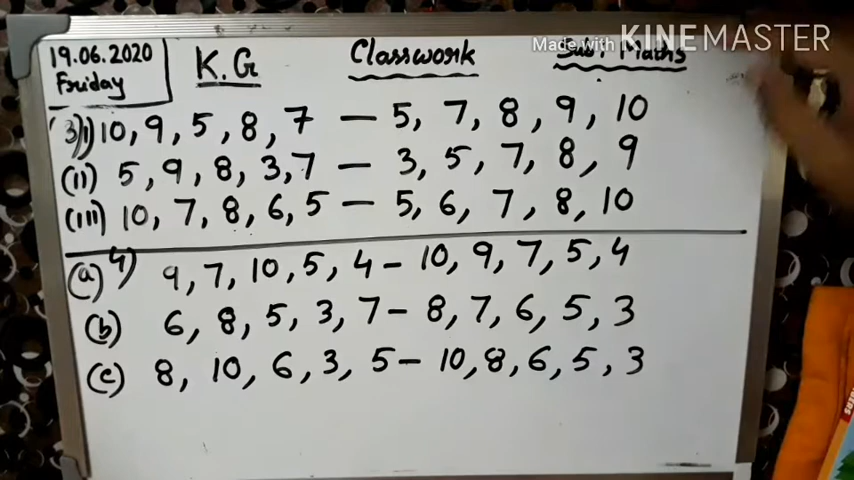 19.06.2020
Friday
K.G
Classwork
Sub: Maths
Made with KINEMASTER
3) i) 10, 9, 5, 8, 7 — 5, 7, 8, 9, 10
(ii) 5, 9, 8, 3, 7 — 3, 5, 7, 8, 9
(iii) 10, 7, 8, 6, 5 — 5, 6, 7, 8, 10
4)
(a) 9, 7, 10, 5, 4 – 10, 9, 7, 5, 4
(b) 6, 8, 5, 3, 7 – 8, 7, 6, 5, 3
(c) 8, 10, 6, 3, 5 – 10, 8, 6, 5, 3